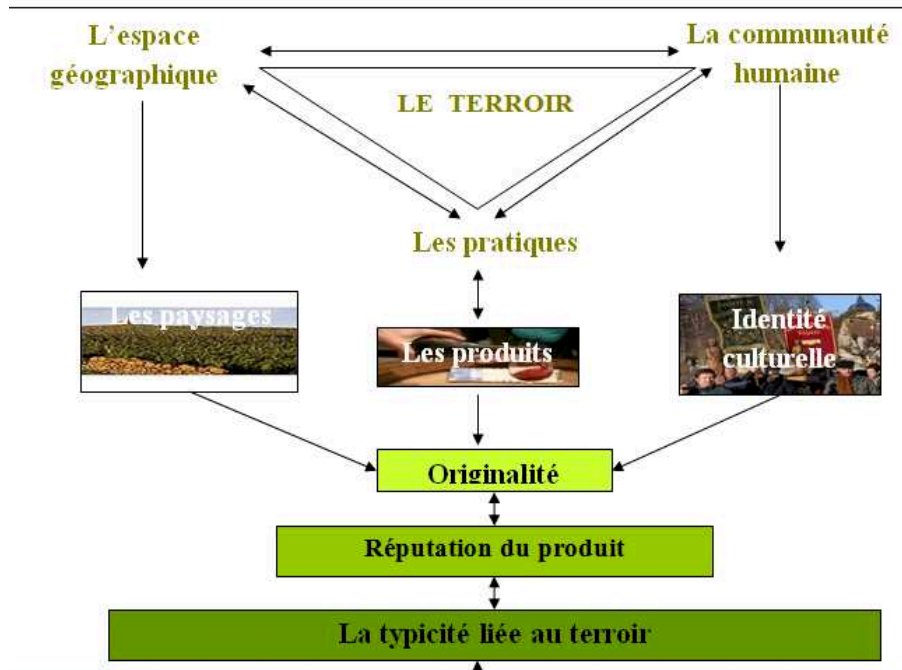 L'espace
géographique
La communauté
humaine
LE TERROIR
Les pratiques
Les paysages
Les produits
Identité
culturelle
Originalité
Réputation du produit
La typicité liée au terroir